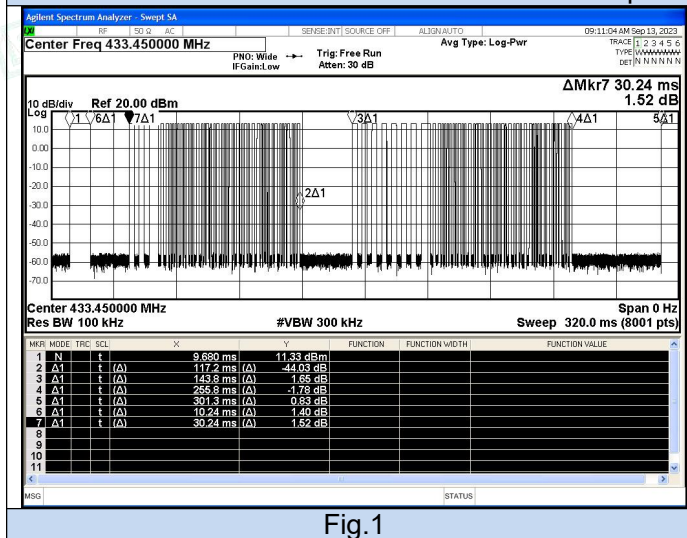 Agilent Spectrum Analyzer - Swept SA
RF 50 Ω AC SENSE:INT SOURCE OFF ALIGN AUTO 09:11:04 AM Sep 13, 2023
Center Freq 433.450000 MHz Avg Type: Log-Pwr TRACE 1 2 3 4 5 6
PNO: Wide Trig: Free Run TYPE
IFGain:Low Atten: 30 dB DET N N N N N N
ΔMkr7 30.24 ms
10 dB/div Ref 20.00 dBm 1.52 dB
Log
1 6Δ1 7Δ1 3Δ1 4Δ1 5Δ1
10.0
0.00
-10.0
-20.0
2Δ1
-30.0
-40.0
-50.0
-60.0
-70.0
Center 433.450000 MHz Span 0 Hz
Res BW 100 kHz #VBW 300 kHz Sweep 320.0 ms (8001 pts)
MKR MODE TRC SCL X Y FUNCTION FUNCTION WIDTH FUNCTION VALUE
1 N t 9.680 ms 11.33 dBm
2 Δ1 t (Δ) 117.2 ms (Δ) -44.03 dB
3 Δ1 t (Δ) 143.8 ms (Δ) 1.65 dB
4 Δ1 t (Δ) 255.8 ms (Δ) -1.78 dB
5 Δ1 t (Δ) 301.3 ms (Δ) 0.83 dB
6 Δ1 t (Δ) 10.24 ms (Δ) 1.40 dB
7 Δ1 t (Δ) 30.24 ms (Δ) 1.52 dB
8
9
10
11
MSG STATUS
Fig.1